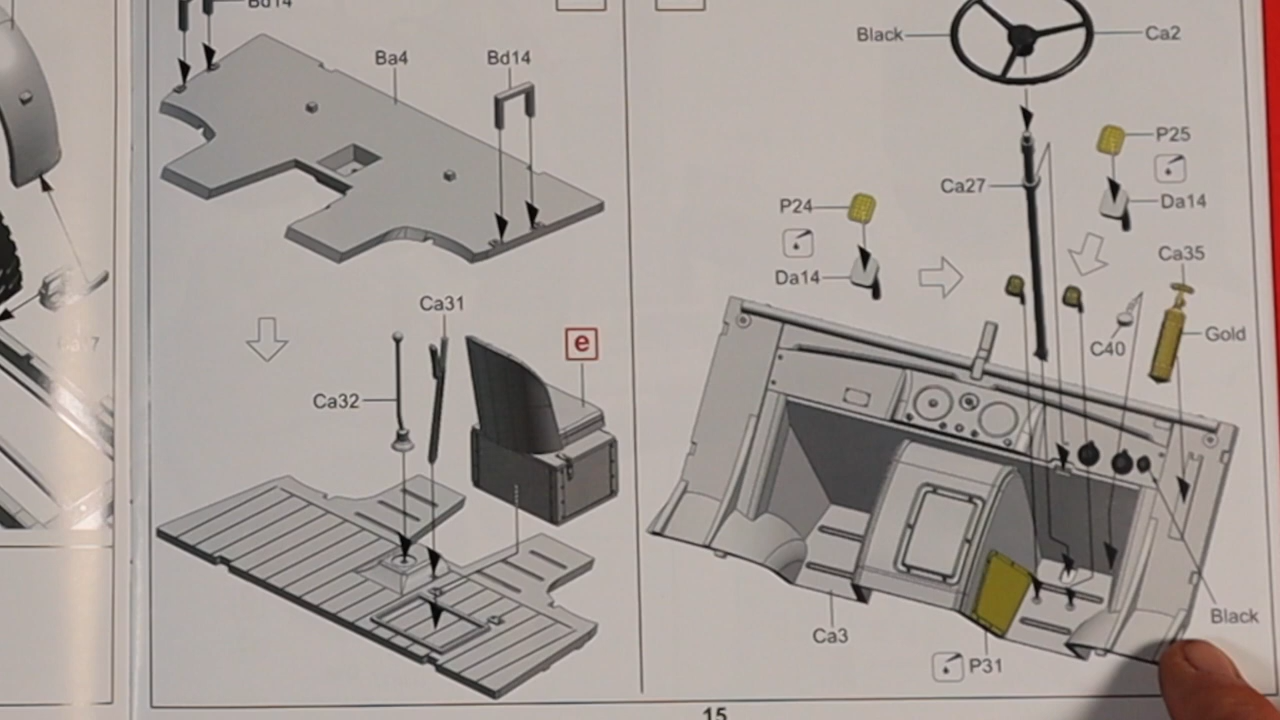 Bd14
Ba4
Bd14
Ca31
Ca32
e
Black
Ca2
P25
Ca27
Da14
P24
Da14
Ca35
Gold
C40
Ca3
P31
Black
15